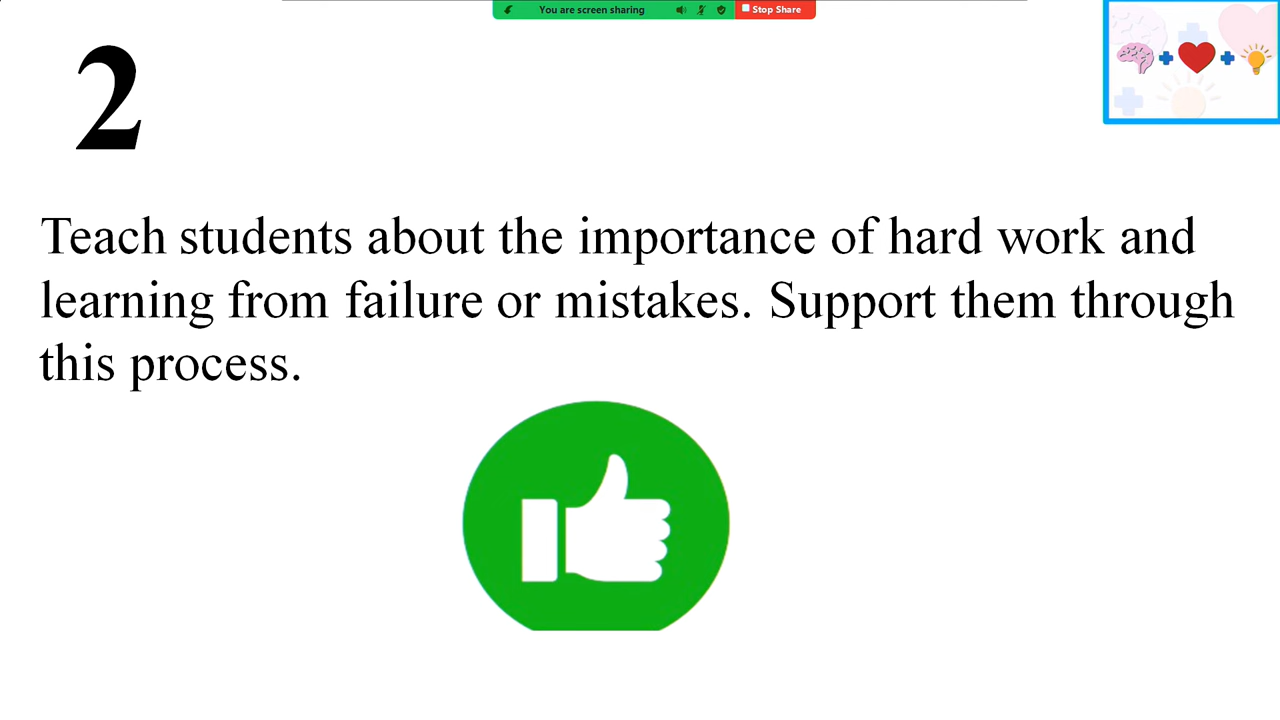 You are screen sharing
Stop Share
2
Teach students about the importance of hard work and
learning from failure or mistakes. Support them through
this process.